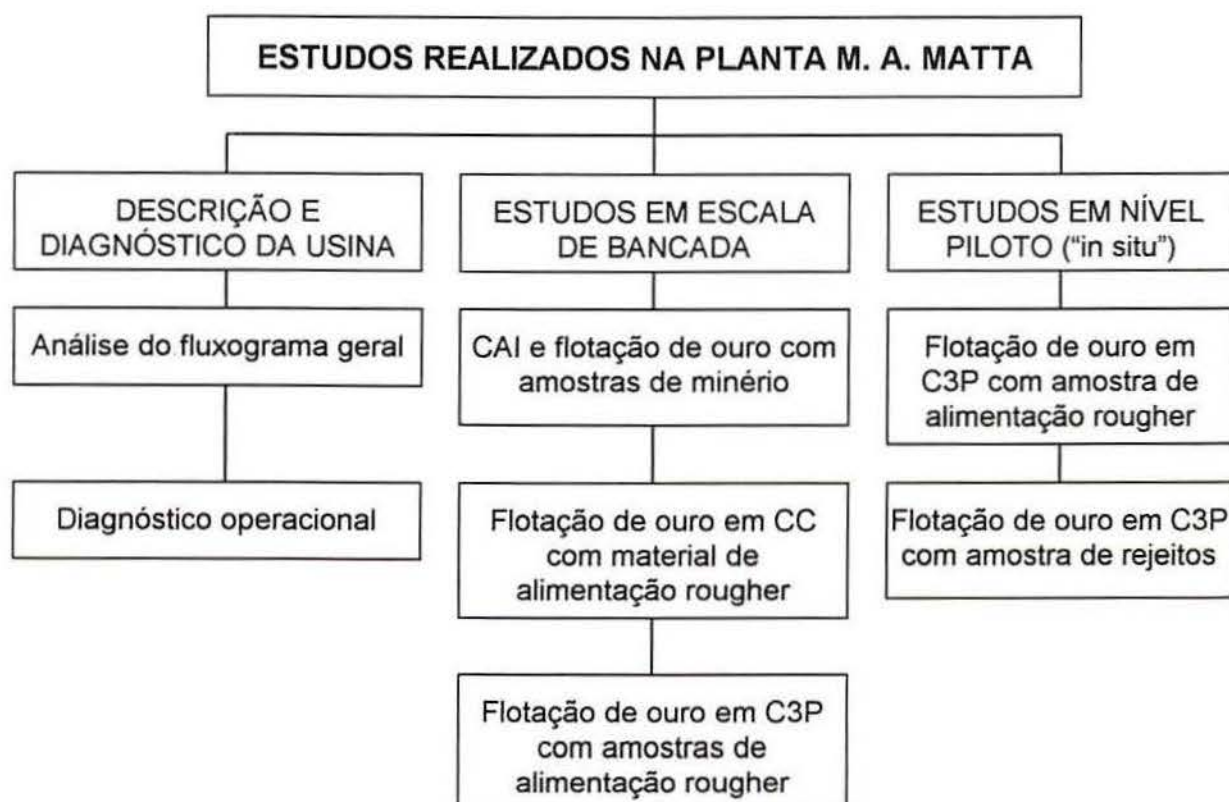 ESTUDOS REALIZADOS NA PLANTA M. A. MATTA
DESCRIÇÃO E
DIAGNÓSTICO DA USINA
Análise do fluxograma geral
Diagnóstico operacional
ESTUDOS EM ESCALA
DE BANCADA
CAI e flotação de ouro com
amostras de minério
Flotação de ouro em CC
com material de
alimentação rougher
Flotação de ouro em C3P
com amostras de
alimentação rougher
ESTUDOS EM NÍVEL
PILOTO ("in situ")
Flotação de ouro em
C3P com amostra de
alimentação rougher
Flotação de ouro em C3P
com amostra de rejeitos